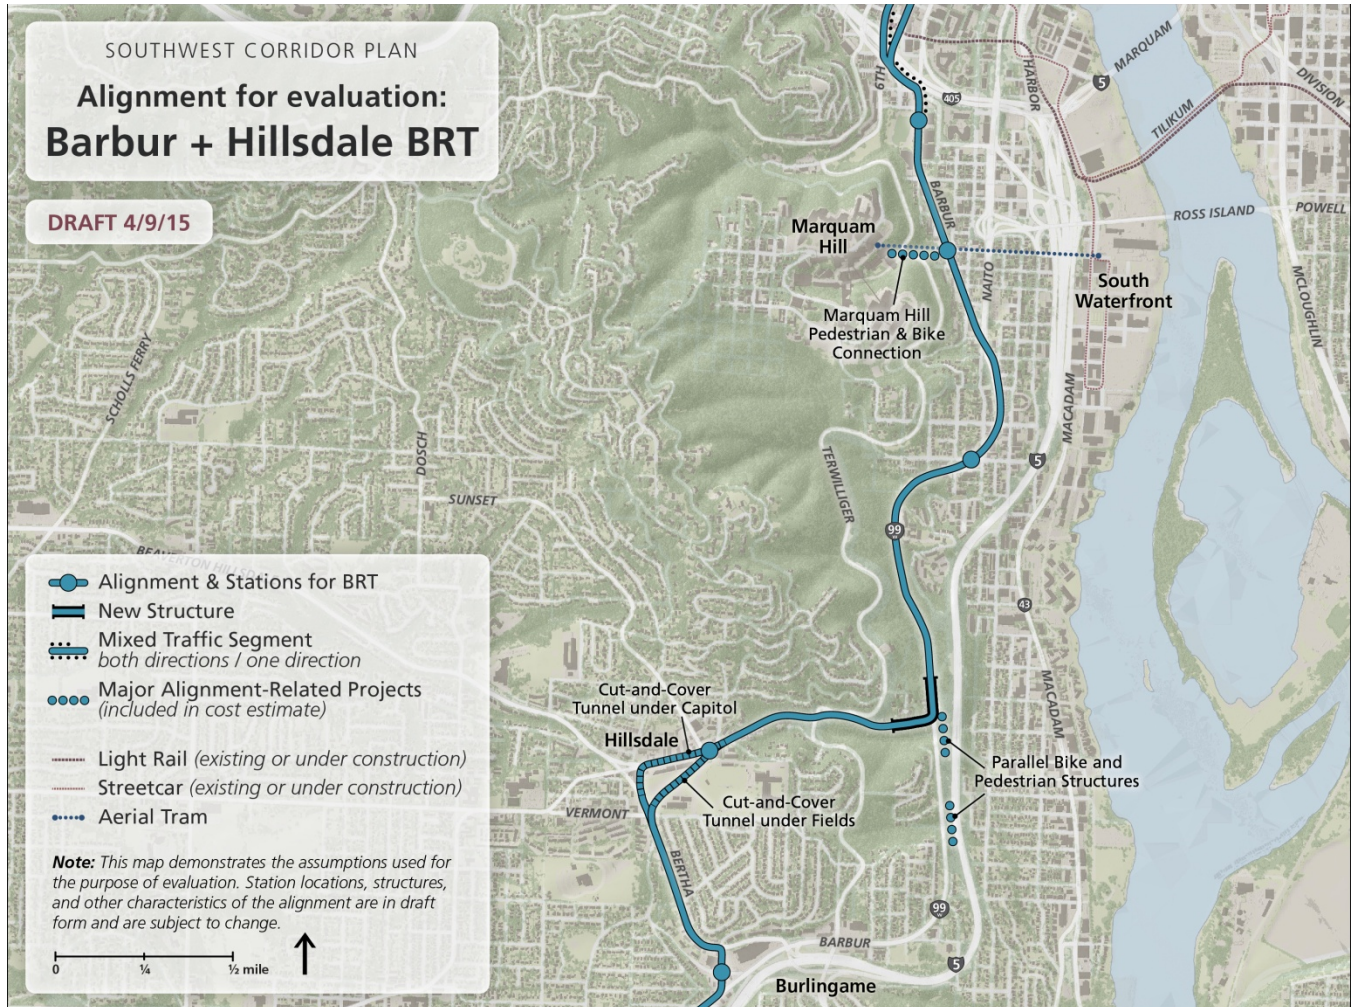 SOUTHWEST CORRIDOR PLAN
Alignment for evaluation:
Barbur + Hillsdale BRT
DRAFT 4/9/15
6TH
405
HARBOR
5
MARQUAM
DIVISION
TILIKUM
BARBUR
ROSS ISLAND
POWELL
Marquam
Hill
NAITO
South
Waterfront
MCLOUGHLIN
Marquam Hill
Pedestrian & Bike
Connection
SCHOLLS FERRY
MACADAM
DOSCH
5
TERWILLIGER
SUNSET
99
43
MACADAM
Alignment & Stations for BRT
New Structure
Mixed Traffic Segment
both directions / one direction
Major Alignment-Related Projects
(included in cost estimate)
Light Rail (existing or under construction)
Streetcar (existing or under construction)
Aerial Tram
Note: This map demonstrates the assumptions used for
the purpose of evaluation. Station locations, structures,
and other characteristics of the alignment are in draft
form and are subject to change.
0 ¼ ½ mile
Cut-and-Cover
Tunnel under Capitol
Hillsdale
Parallel Bike and
Pedestrian Structures
Cut-and-Cover
Tunnel under Fields
VERMONT
BERTHA
99
BARBUR
5
Burlingame